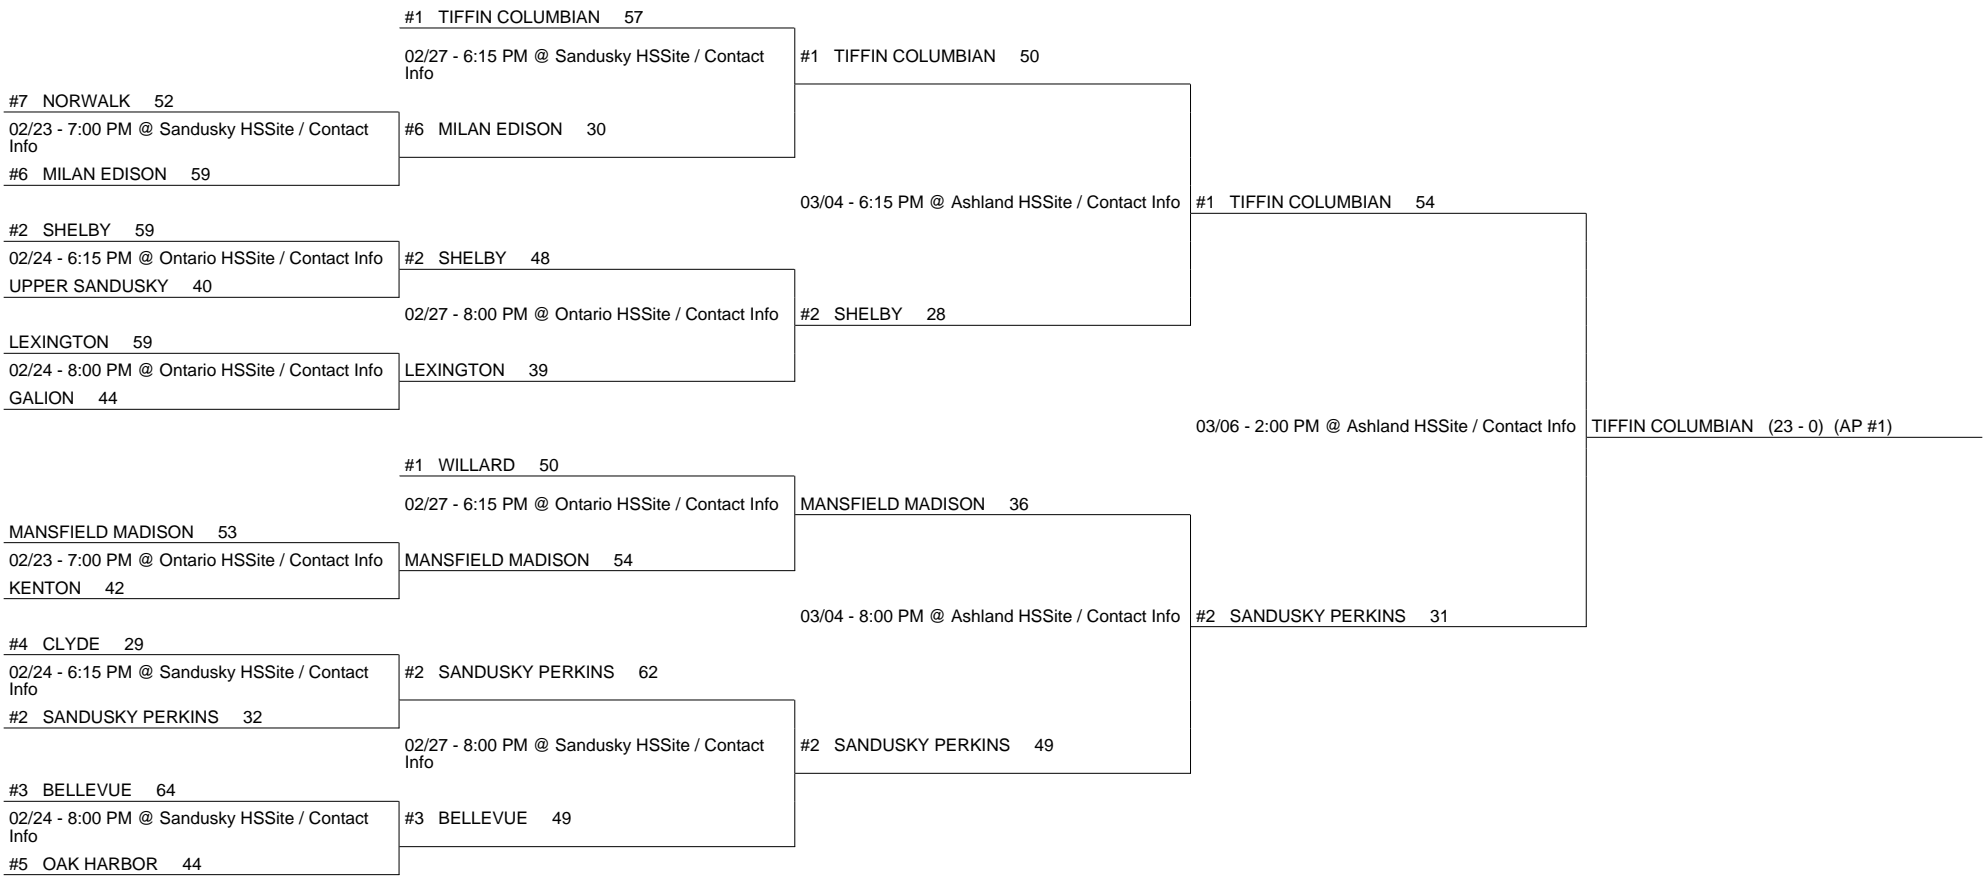 #1 TIFFIN COLUMBIAN 57
02/27 - 6:15 PM @ Sandusky HSSite / Contact
Info
#1 TIFFIN COLUMBIAN 50
#7 NORWALK 52
02/23 - 7:00 PM @ Sandusky HSSite / Contact
Info
#6 MILAN EDISON 30
#6 MILAN EDISON 59
03/04 - 6:15 PM @ Ashland HSSite / Contact Info
#1 TIFFIN COLUMBIAN 54
#2 SHELBY 59
02/24 - 6:15 PM @ Ontario HSSite / Contact Info
#2 SHELBY 48
UPPER SANDUSKY 40
02/27 - 8:00 PM @ Ontario HSSite / Contact Info
#2 SHELBY 28
LEXINGTON 59
02/24 - 8:00 PM @ Ontario HSSite / Contact Info
LEXINGTON 39
GALION 44
03/06 - 2:00 PM @ Ashland HSSite / Contact Info
TIFFIN COLUMBIAN (23 - 0) (AP #1)
#1 WILLARD 50
02/27 - 6:15 PM @ Ontario HSSite / Contact Info
MANSFIELD MADISON 36
MANSFIELD MADISON 53
02/23 - 7:00 PM @ Ontario HSSite / Contact Info
MANSFIELD MADISON 54
KENTON 42
03/04 - 8:00 PM @ Ashland HSSite / Contact Info
#2 SANDUSKY PERKINS 31
#4 CLYDE 29
02/24 - 6:15 PM @ Sandusky HSSite / Contact
Info
#2 SANDUSKY PERKINS 62
#2 SANDUSKY PERKINS 32
02/27 - 8:00 PM @ Sandusky HSSite / Contact
Info
#2 SANDUSKY PERKINS 49
#3 BELLEVUE 64
02/24 - 8:00 PM @ Sandusky HSSite / Contact
Info
#3 BELLEVUE 49
#5 OAK HARBOR 44